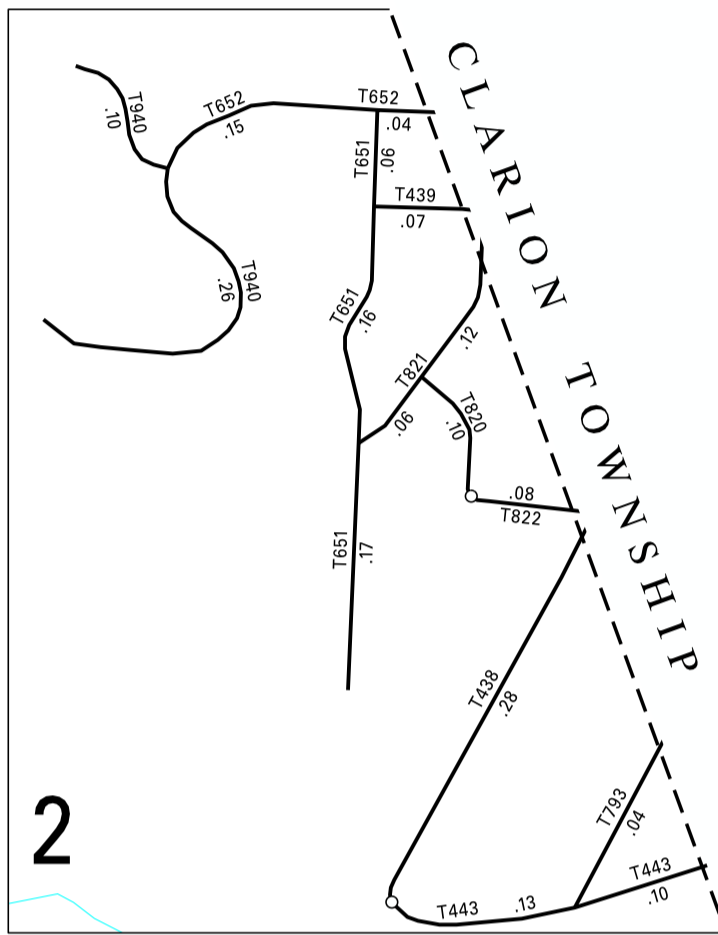 CLARION TOWNSHIP
T940
.10
T652
.15
T652
.04
T651
.06
T439
.07
T940
.26
T651
.16
.12
T821
.06
T820
.10
.08
T822
T651
.17
T438
.28
T793
.04
T443
.10
T443
.13
2